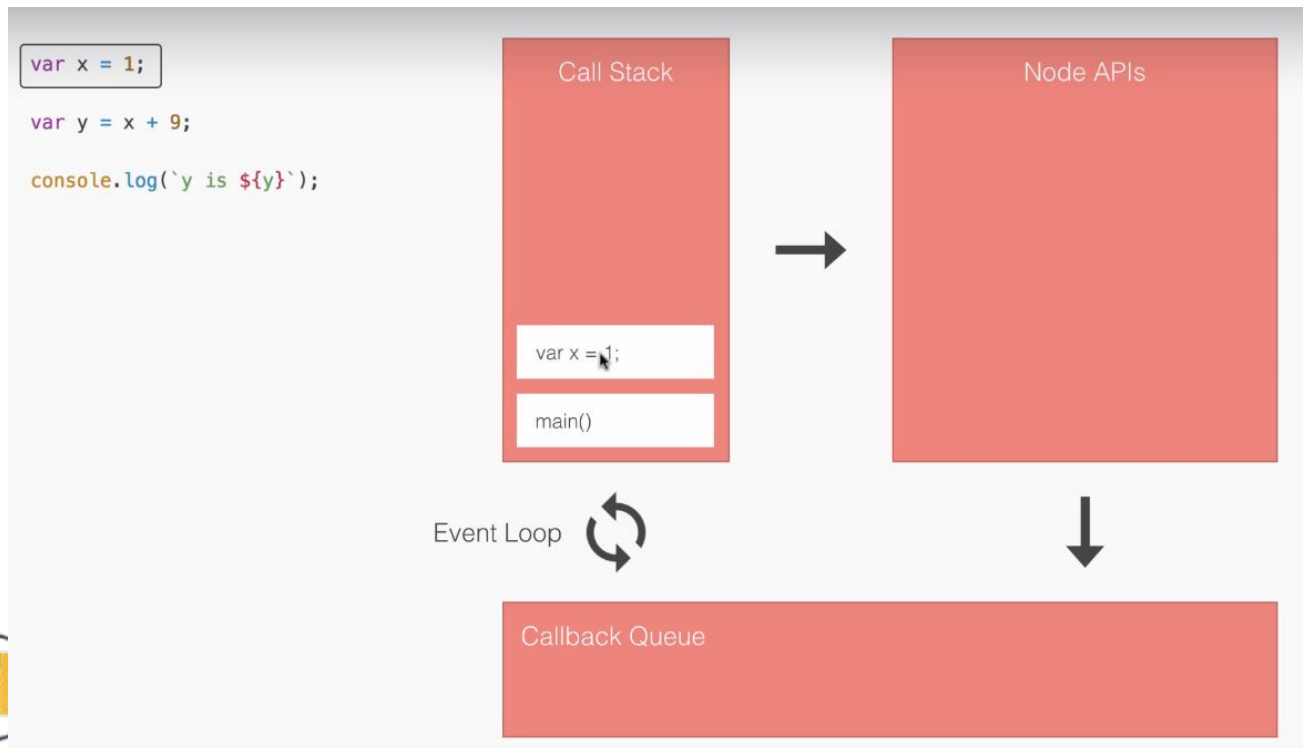 var x = 1;
var y = x + 9;
console.log(`y is ${y}`);
Call Stack
var x = 1;
main()
Node APIs
Event Loop
Callback Queue